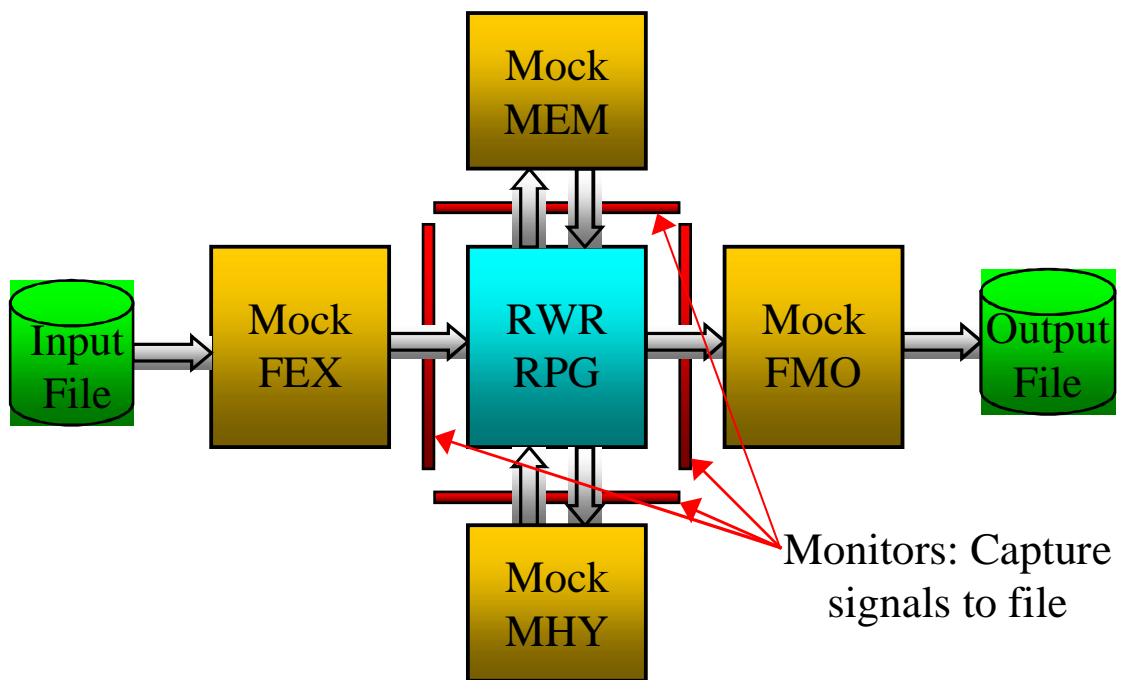 Mock
MEM
Input
File
Mock
FEX
RWR
RPG
Mock
FMO
Output
File
Mock
MHY
Monitors: Capture
signals to file